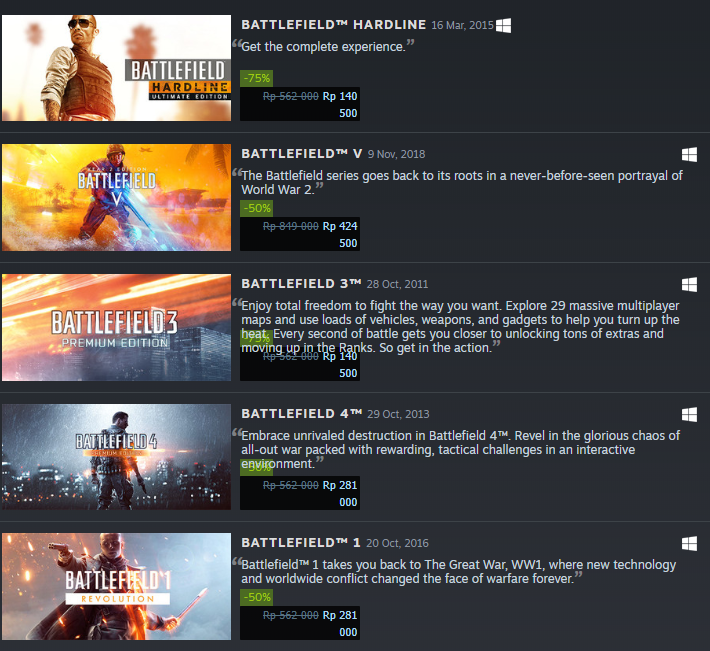 BATTLEFIELD™ HARDLINE 16 Mar, 2015
“Get the complete experience.”
-75%
Rp 562 000 Rp 140
500
BATTLEFIELD
HARDLINE
ULTIMATE EDITION
BATTLEFIELD™ V 9 Nov, 2018
“The Battlefield series goes back to its roots in a never-before-seen portrayal of
World War 2.”
-50%
Rp 849 000 Rp 424
500
YEAR 2 EDITION
BATTLEFIELD
V
BATTLEFIELD 3™ 28 Oct, 2011
“Enjoy total freedom to fight the way you want. Explore 29 massive multiplayer
maps and use loads of vehicles, weapons, and gadgets to help you turn up the
heat. Every second of battle gets you closer to unlocking tons of extras and
moving up in the Ranks. So get in the action.”
-75%
Rp 562 000 Rp 140
500
BATTLEFIELD 3
PREMIUM EDITION
BATTLEFIELD 4™ 29 Oct, 2013
“Embrace unrivaled destruction in Battlefield 4™. Revel in the glorious chaos of
all-out war packed with rewarding, tactical challenges in an interactive
environment.”
-50%
Rp 562 000 Rp 281
000
BATTLEFIELD 4
PREMIUM EDITION
BATTLEFIELD™ 1 20 Oct, 2016
“Battlefield™ 1 takes you back to The Great War, WW1, where new technology
and worldwide conflict changed the face of warfare forever.”
-50%
Rp 562 000 Rp 281
000
BATTLEFIELD 1
REVOLUTION